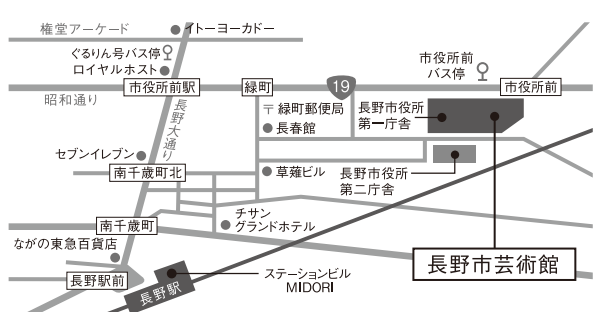 権堂アーケード
イトーヨーカドー
ぐるりん号バス停
ロイヤルホスト
市役所前
バス停
市役所前駅
緑町
19
市役所前
昭和通り
長野大通り
〒緑町郵便局
長春館
長野市役所
第一庁舎
セブンイレブン
南千歳町北
草薙ビル
長野市役所
第二庁舎
南千歳町
チサン
グランドホテル
ながの東急百貨店
長野市芸術館
長野駅前
長野駅
ステーションビル
MIDORI